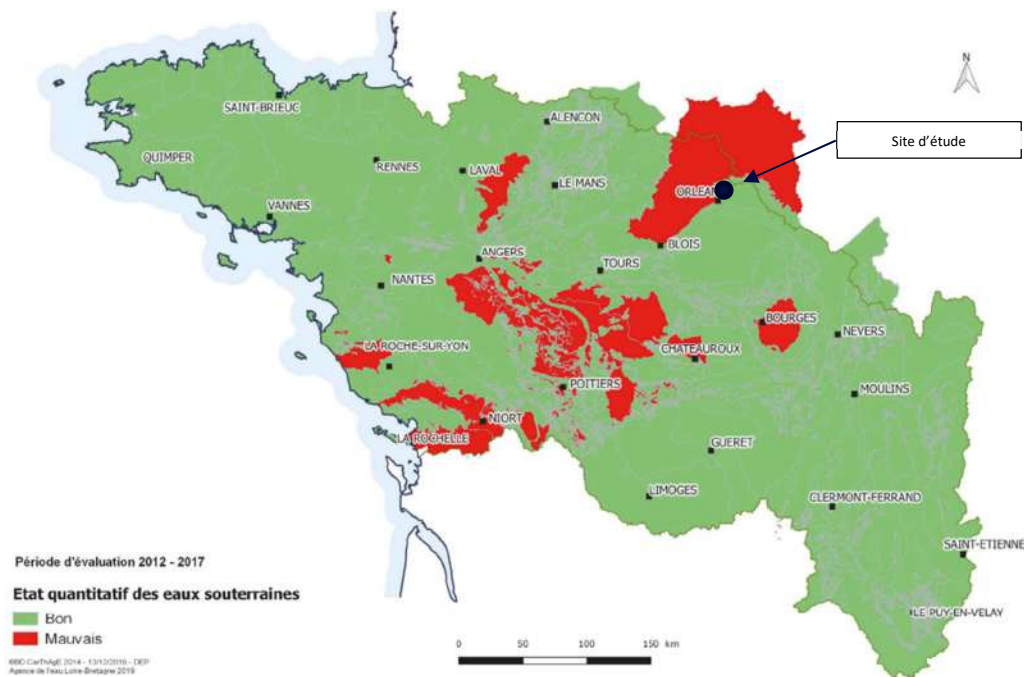 N
Site d'étude
ALENCON
SAINT-BRIEUC
QUIMPER
RENNES
LAVAL
LE MANS
ORLEAN
VANNES
BLOIS
ANGERS
TOURS
NANTES
BOURGES
NEVERS
LA ROCHE-SUR-YON
CHATEAUROUX
POITIERS
MOULINS
NIORT
LA ROCHELLE
GUERET
LIMOGES
CLERMONT-FERRAND
SAINT-ETIENNE
LE PUY-EN-VELAY
Période d'évaluation 2012 - 2017
Etat quantitatif des eaux souterraines
Bon
Mauvais
0 50 100 150 km
Agence de l'eau Loire-Bretagne 2019